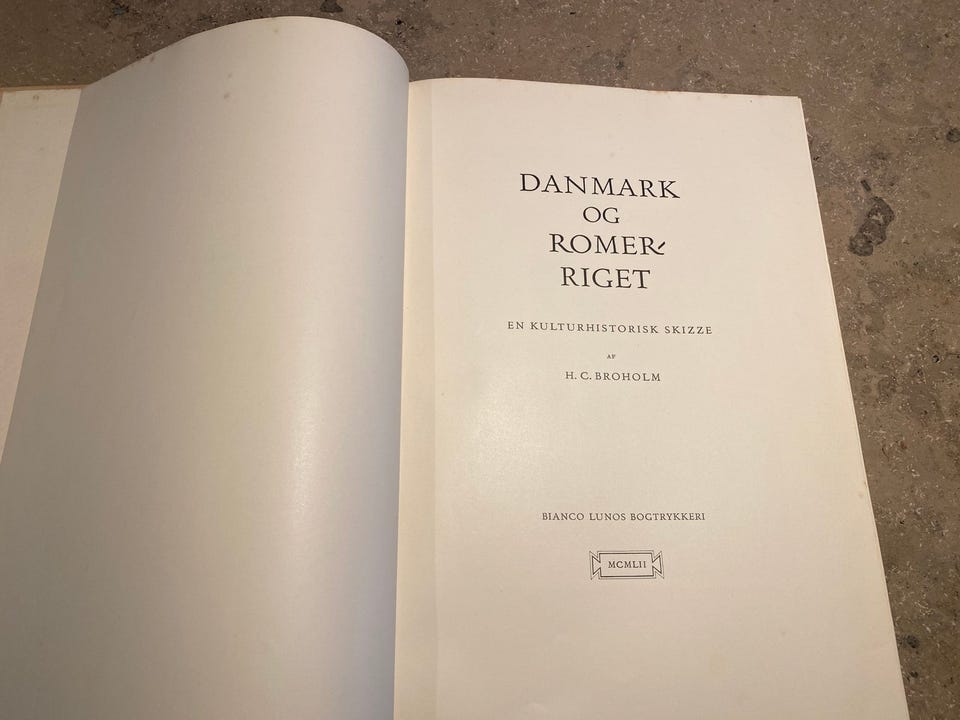 DANMARK
OG
ROMER-
RIGET
EN KULTURHISTORISK SKIZZE
AF
H. C. BROHOLM
BIANCO LUNOS BOGTRYKKERI
MCMLII